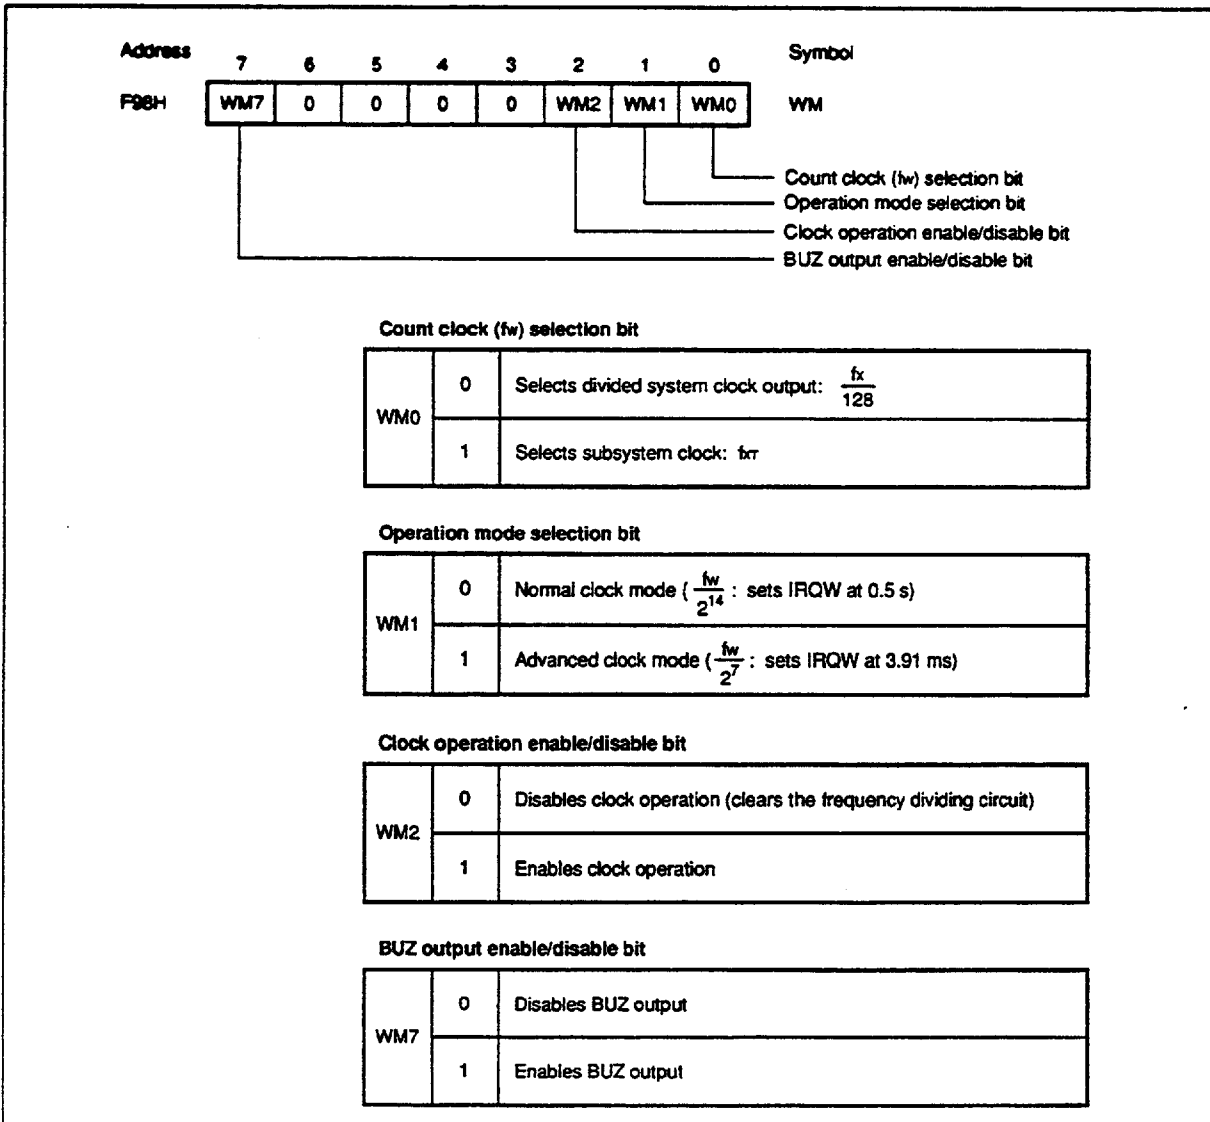 Address 7 6 5 4 3 2 1 0 Symbol
F98H WM7 0 0 0 0 WM2 WM1 WM0 WM
Count clock (fw) selection bit
Operation mode selection bit
Clock operation enable/disable bit
BUZ output enable/disable bit
Count clock (fw) selection bit
WM0
0 Selects divided system clock output: fx/128
1 Selects subsystem clock: fXT
Operation mode selection bit
WM1
0 Normal clock mode ( fw/2^14 : sets IRQW at 0.5 s)
1 Advanced clock mode ( fw/2^7 : sets IRQW at 3.91 ms)
Clock operation enable/disable bit
WM2
0 Disables clock operation (clears the frequency dividing circuit)
1 Enables clock operation
BUZ output enable/disable bit
WM7
0 Disables BUZ output
1 Enables BUZ output